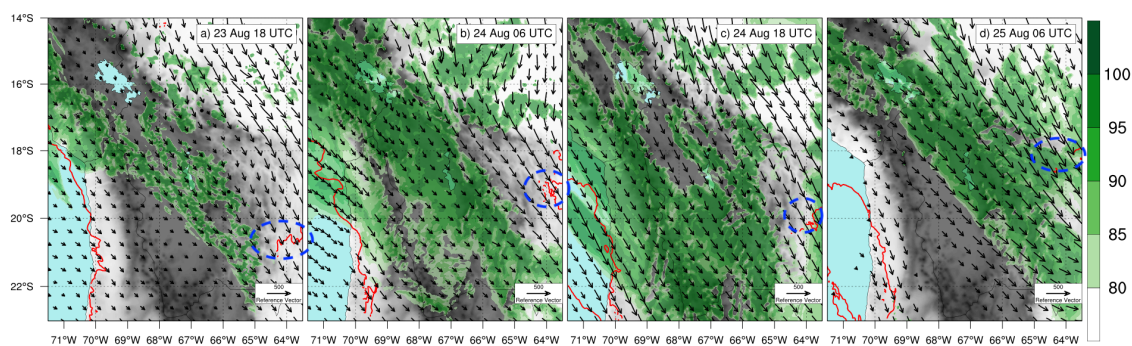 a) 23 Aug 18 UTC
b) 24 Aug 06 UTC
c) 24 Aug 18 UTC
d) 25 Aug 06 UTC
14°S
16°S
18°S
20°S
22°S
500
Reference Vector
500
Reference Vector
500
Reference Vector
500
Reference Vector
71°W 70°W 69°W 68°W 67°W 66°W 65°W 64°W
71°W 70°W 69°W 68°W 67°W 66°W 65°W 64°W
71°W 70°W 69°W 68°W 67°W 66°W 65°W 64°W
71°W 70°W 69°W 68°W 67°W 66°W 65°W 64°W
100
95
90
85
80